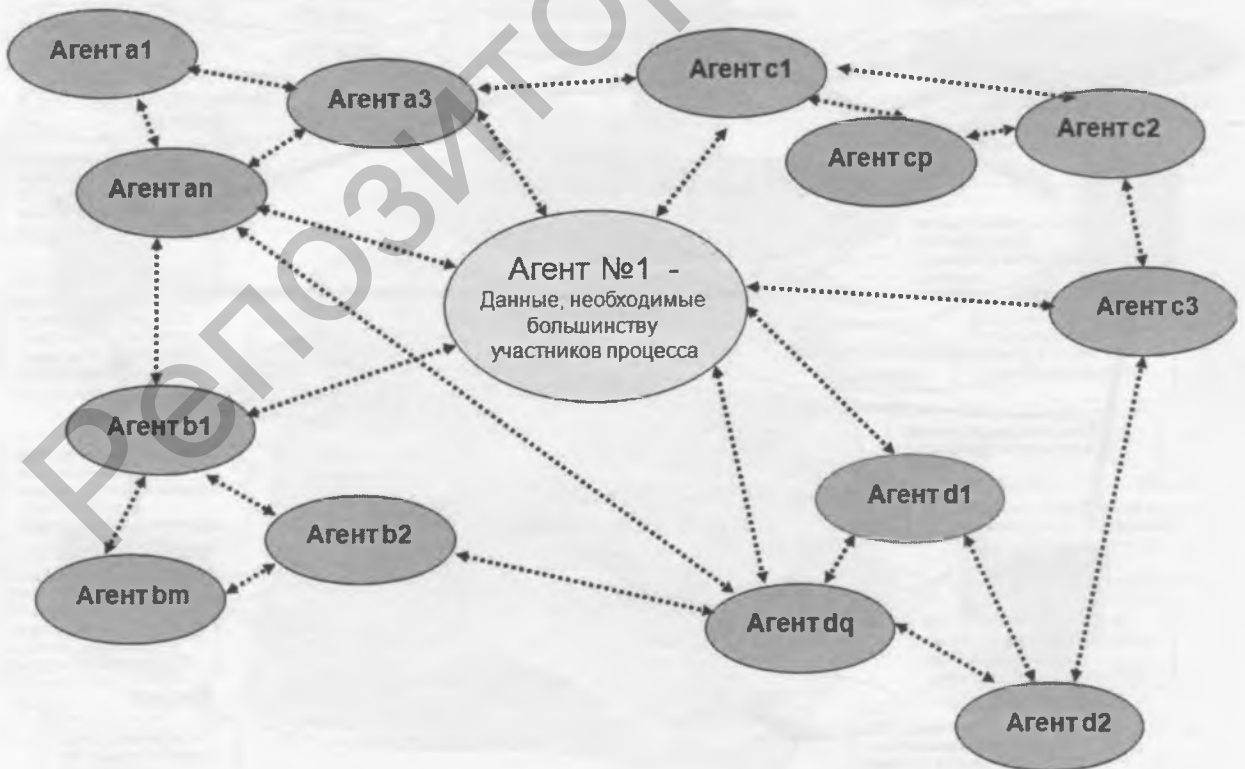 Агент a1
Агент a3
Агент c1
Агент c2
Агент cp
Агент an
Агент №1 -
Данные, необходимые
большинству
участников процесса
Агент c3
Агент b1
Агент d1
Агент b2
Агент bm
Агент dq
Агент d2
Репозитор